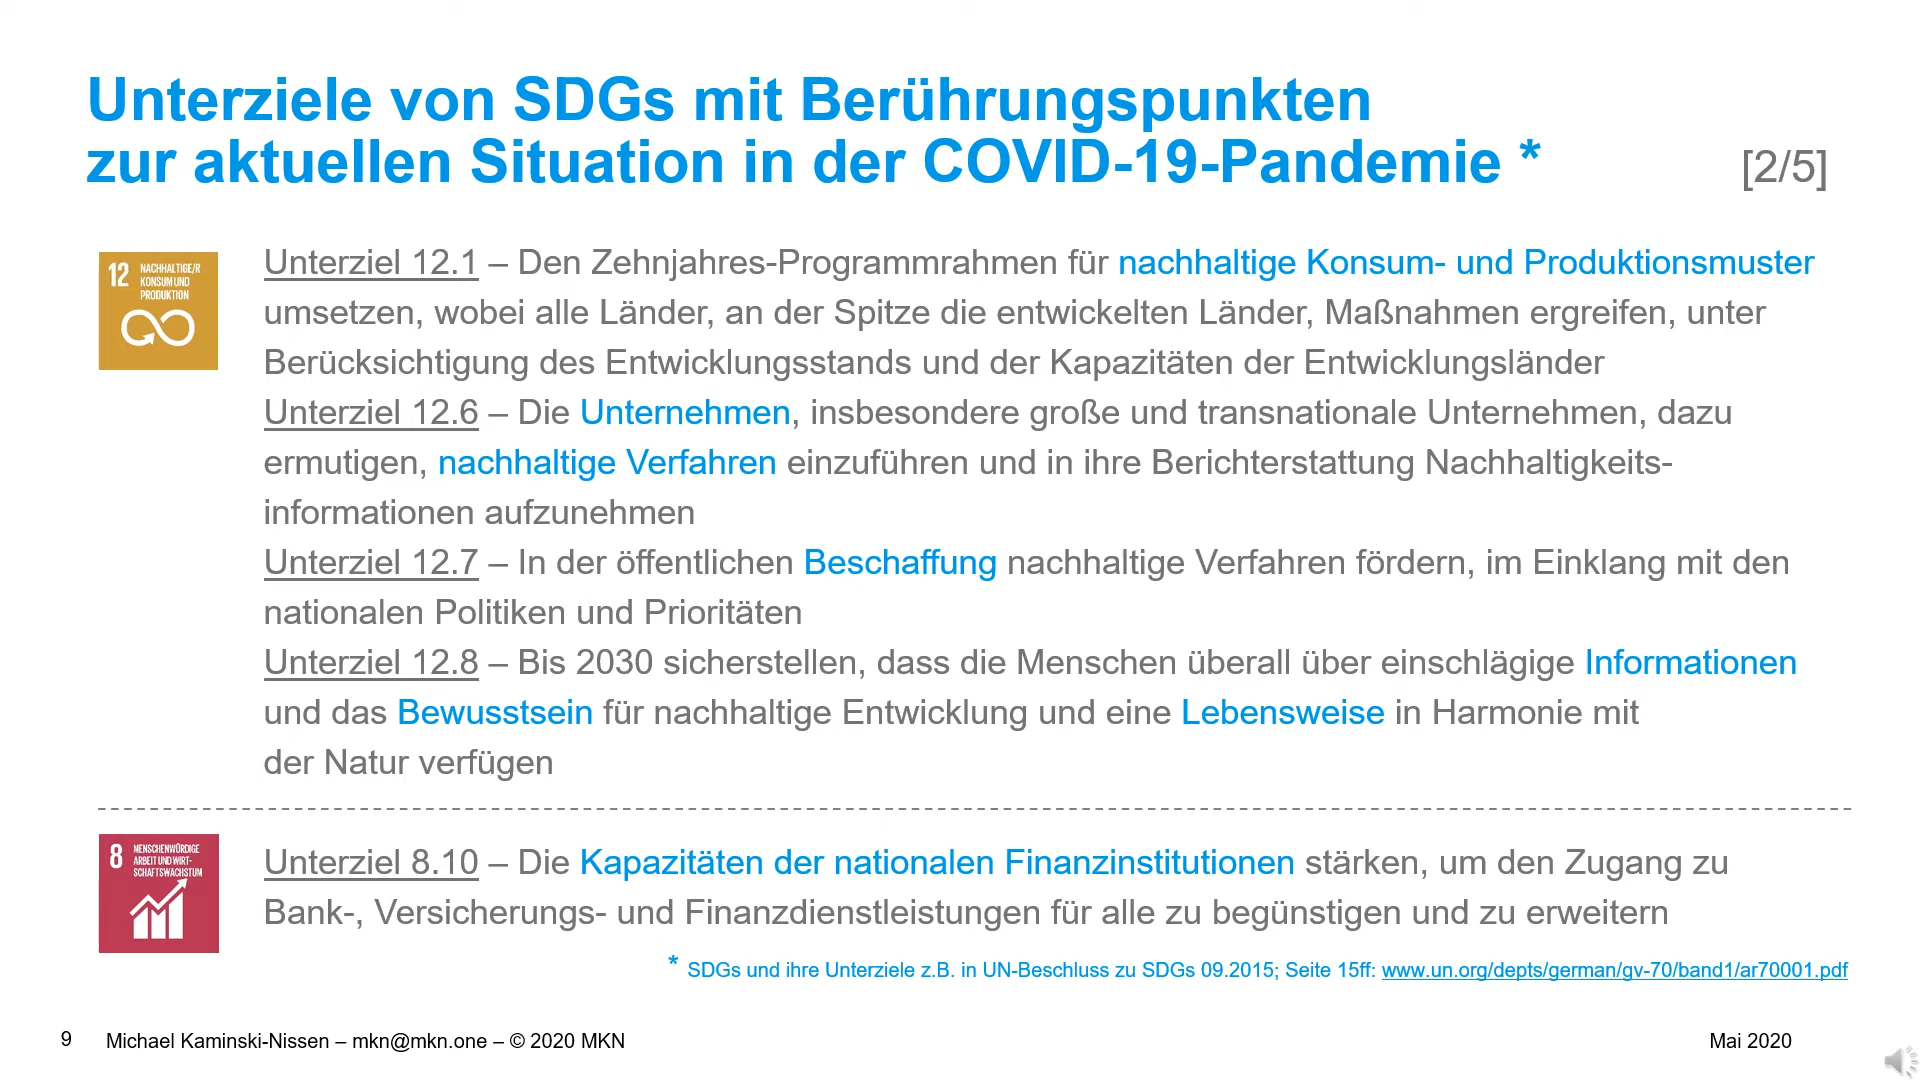 Unterziele von SDGs mit Berührungspunkten
zur aktuellen Situation in der COVID-19-Pandemie *
[2/5]
12 NACHHALTIGE/R
KONSUM UND
PRODUKTION
Unterziel 12.1 – Den Zehnjahres-Programmrahmen für nachhaltige Konsum- und Produktionsmuster
umsetzen, wobei alle Länder, an der Spitze die entwickelten Länder, Maßnahmen ergreifen, unter
Berücksichtigung des Entwicklungsstands und der Kapazitäten der Entwicklungsländer
Unterziel 12.6 – Die Unternehmen, insbesondere große und transnationale Unternehmen, dazu
ermutigen, nachhaltige Verfahren einzuführen und in ihre Berichterstattung Nachhaltigkeits-
informationen aufzunehmen
Unterziel 12.7 – In der öffentlichen Beschaffung nachhaltige Verfahren fördern, im Einklang mit den
nationalen Politiken und Prioritäten
Unterziel 12.8 – Bis 2030 sicherstellen, dass die Menschen überall über einschlägige Informationen
und das Bewusstsein für nachhaltige Entwicklung und eine Lebensweise in Harmonie mit
der Natur verfügen
8 MENSCHENWÜRDIGE
ARBEIT UND WIRT-
SCHAFTSWACHSTUM
Unterziel 8.10 – Die Kapazitäten der nationalen Finanzinstitutionen stärken, um den Zugang zu
Bank-, Versicherungs- und Finanzdienstleistungen für alle zu begünstigen und zu erweitern
* SDGs und ihre Unterziele z.B. in UN-Beschluss zu SDGs 09.2015; Seite 15ff: www.un.org/depts/german/gv-70/band1/ar70001.pdf
9 Michael Kaminski-Nissen – mkn@mkn.one – © 2020 MKN
Mai 2020